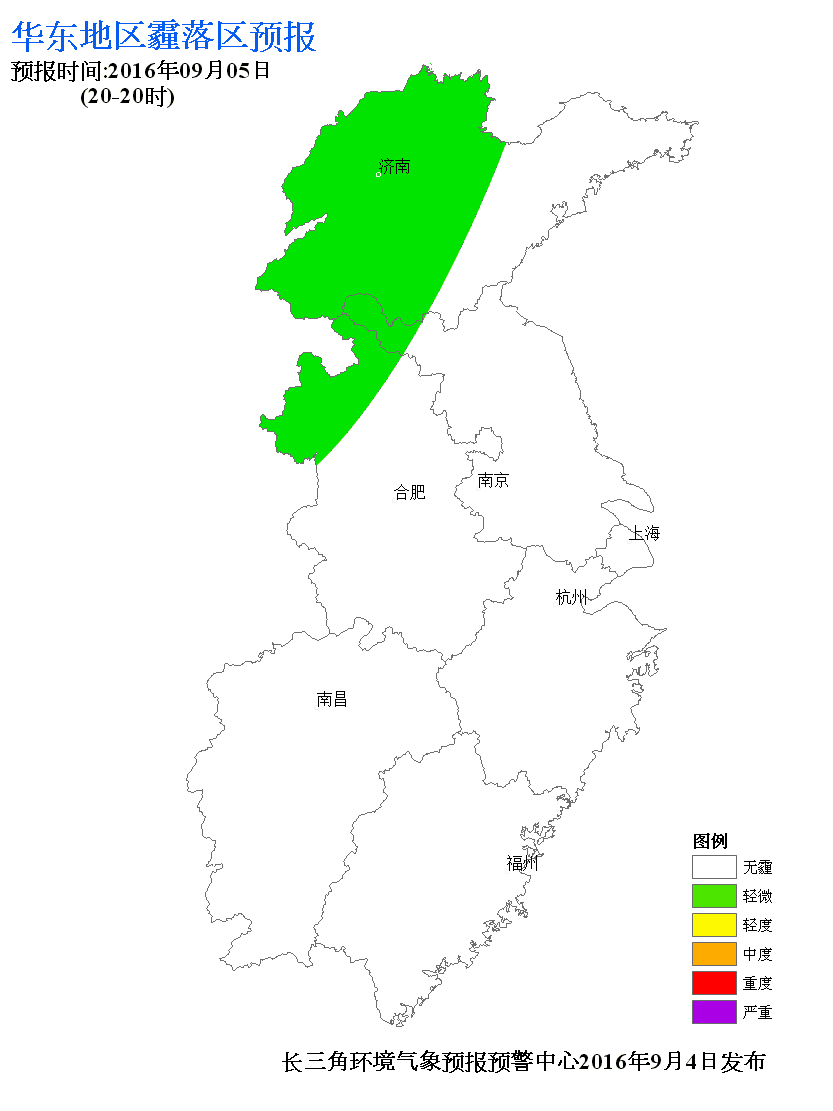 华东地区霾落区预报
预报时间:2016年09月05日
(20-20时)
济南
合肥
南京
上海
杭州
南昌
福州
图例
无霾
轻微
轻度
中度
重度
严重
长三角环境气象预报预警中心2016年9月4日发布